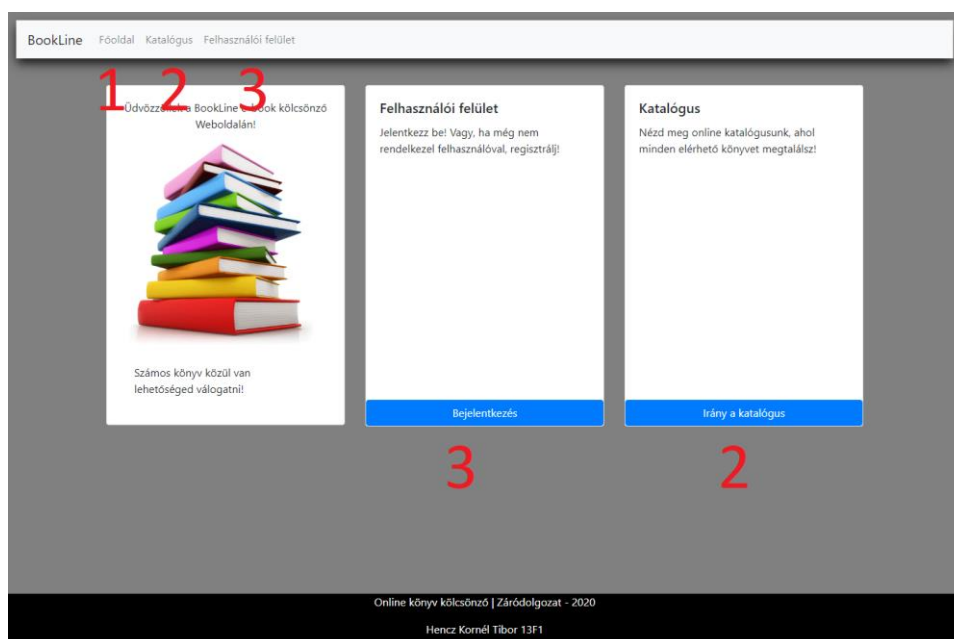 BookLine Főoldal Katalógus Felhasználói felület
1 2 3
BookLine e-book kölcsönző
Weboldalán!
Számos könyv közül van
lehetőséged válogatni!
Felhasználói felület
Jelentkezz be! Vagy, ha még nem
rendelkezel felhasználóval, regisztrálj!
Bejelentkezés
3
Katalógus
Nézd meg online katalógusunk, ahol
minden elérhető könyvet megtalálsz!
Irány a katalógus
2
Online könyv kölcsönző | Záródolgozat - 2020
Hencz Kornél Tibor 13F1